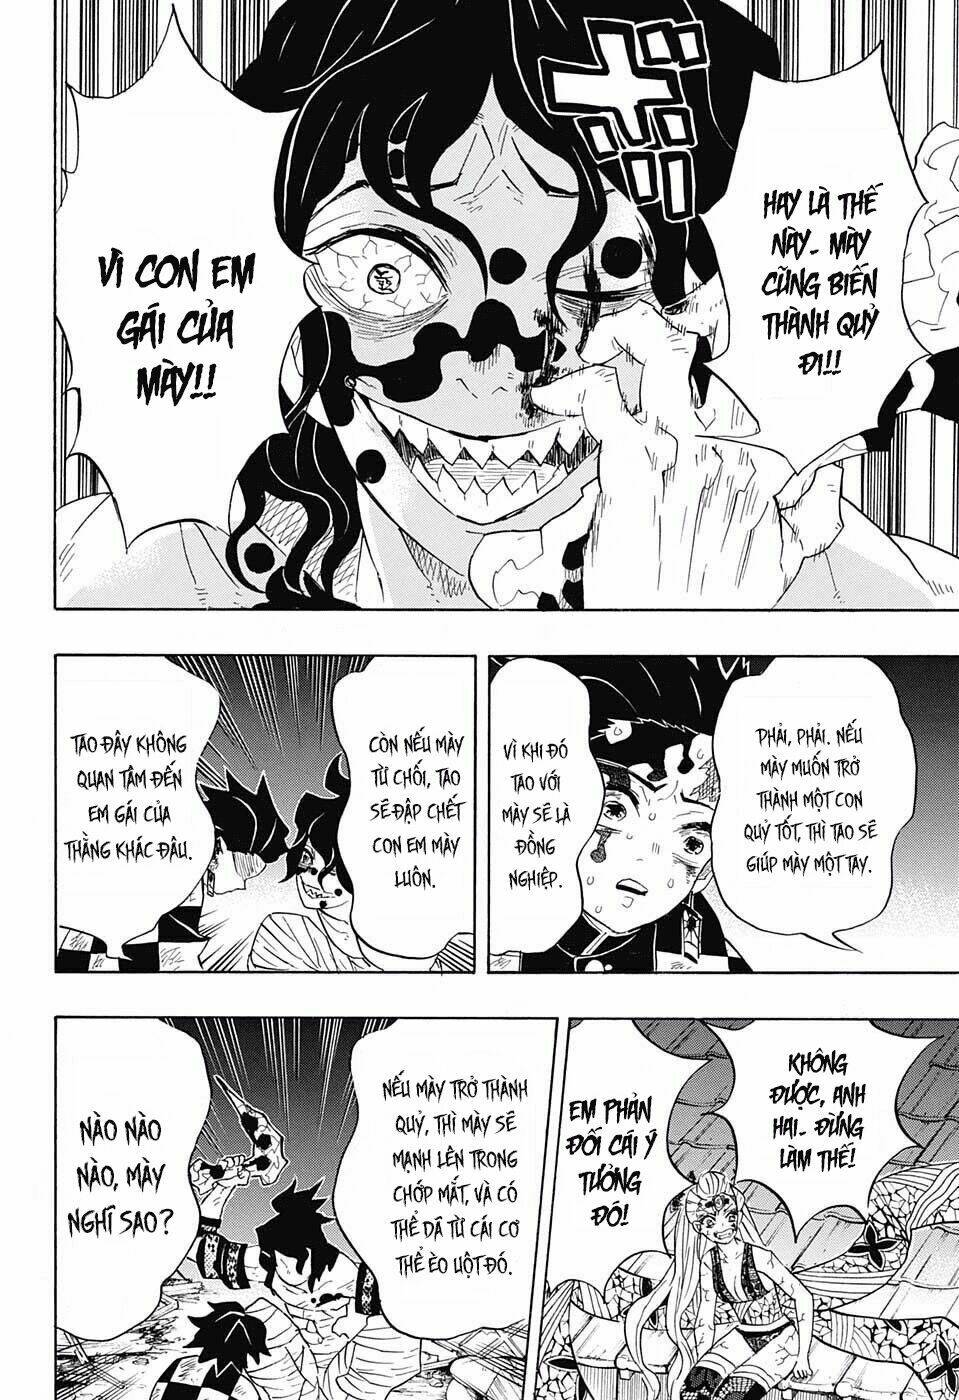 HAY LÀ THẾ
NÀY- MÀY
CŨNG BIẾN
THÀNH QUỶ
ĐI!!
VÌ CON EM
GÁI CỦA
MÀY!!
PHẢI, PHẢI. NẾU
MÀY MUỐN TRỞ
THÀNH MỘT CON
QUỶ TỐT, THÌ TAO SẼ
GIÚP MÀY MỘT TAY.
VÌ KHI ĐÓ
TAO VỚI
MÀY SẼ LÀ
ĐỒNG
NGHIỆP.
CÒN NẾU MÀY
TỪ CHỐI, TAO
SẼ ĐẬP CHẾT
CON EM MÀY
LUÔN.
TAO ĐÂY KHÔNG
QUAN TÂM ĐẾN
EM GÁI CỦA
THẰNG KHÁC ĐÂU.
KHÔNG
ĐƯỢC, ANH
HAI- ĐỪNG
LÀM THẾ!
EM PHẢN
ĐỐI CÁI Ý
TƯỞNG
ĐÓ!
NẾU MÀY TRỞ THÀNH
QUỶ, THÌ MÀY SẼ
MẠNH LÊN TRONG
CHỚP MẮT, VÀ CÓ
THỂ DÃ TỪ CÁI CƠ
THỂ ÈO UỘT ĐÓ.
NÀO NÀO
NÀO, MÀY
NGHĨ SAO?